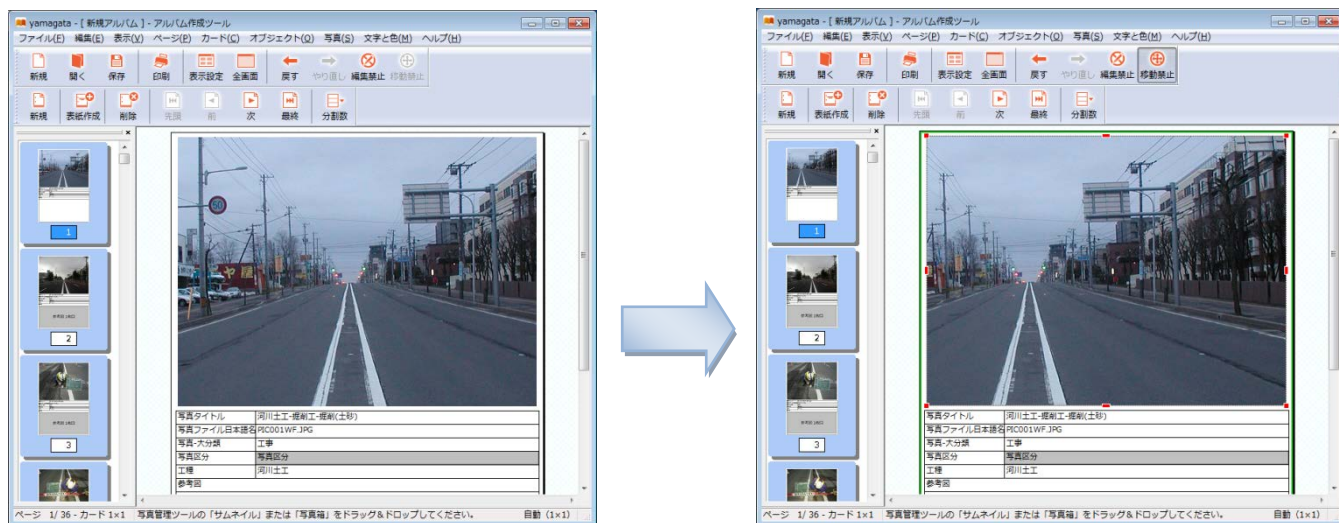 yamagata - [ 新規アルバム ] - アルバム作成ツール
ファイル(F) 編集(E) 表示(V) ページ(P) カード(C) オブジェクト(O) 写真(S) 文字と色(M) ヘルプ(H)
新規 開く 保存 印刷 表示設定 全画面 戻す やり直し 編集禁止 移動禁止
新規 表紙作成 削除 先頭 前 次 最終 分割数
50
1
2
3
写真タイトル 河川土工-掘削工-掘削(土砂)
写真ファイル日本語名 PIC001WF.JPG
写真-大分類 工事
写真区分 写真区分
工種 河川土工
参考図
ページ 1/ 36 - カード 1×1 写真管理ツールの「サムネイル」または「写真箱」をドラッグ&ドロップしてください。 自動 (1×1)
yamagata - [ 新規アルバム ] - アルバム作成ツール
ファイル(F) 編集(E) 表示(V) ページ(P) カード(C) オブジェクト(O) 写真(S) 文字と色(M) ヘルプ(H)
新規 開く 保存 印刷 表示設定 全画面 戻す やり直し 編集禁止 移動禁止
新規 表紙作成 削除 先頭 前 次 最終 分割数
1
2
3
写真タイトル 河川土工-掘削工-掘削(土砂)
写真ファイル日本語名 PIC001WF.JPG
写真-大分類 工事
写真区分 写真区分
工種 河川土工
参考図
ページ 1/ 36 - カード 1×1 写真管理ツールの「サムネイル」または「写真箱」をドラッグ&ドロップしてください。 自動 (1×1)